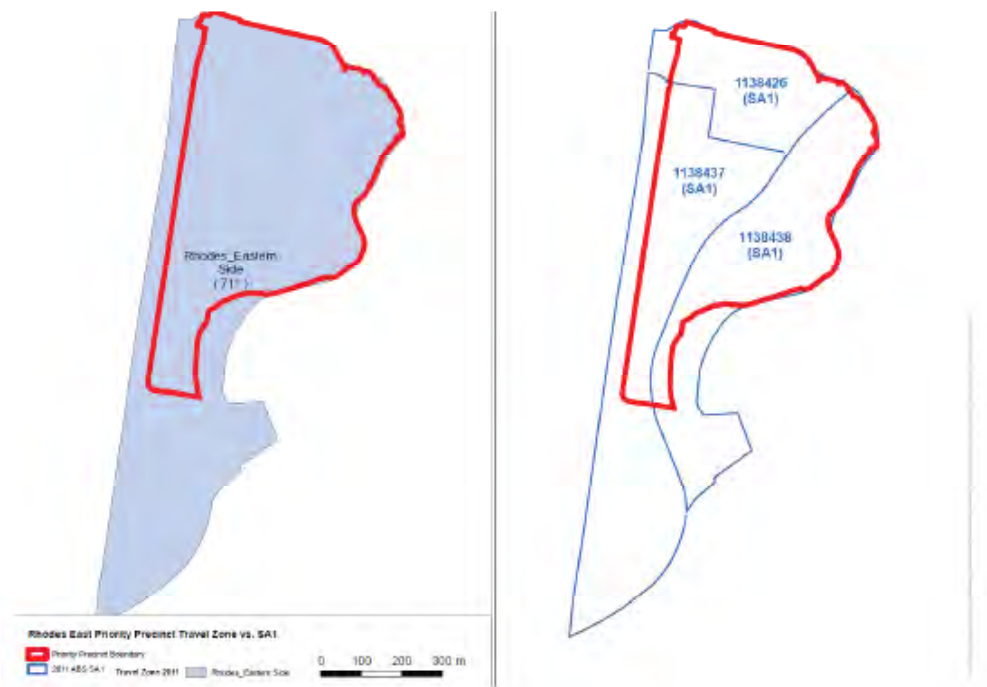 Rhodes_Eastern
Side
(711)
1138426
(SA1)
1138437
(SA1)
1138438
(SA1)
Rhodes East Priority Precinct Travel Zone vs. SA1
Priority Precinct Boundary
2011 ABS SA1 Travel Zone 2011 Rhodes_Eastern Side
0 100 200 300 m